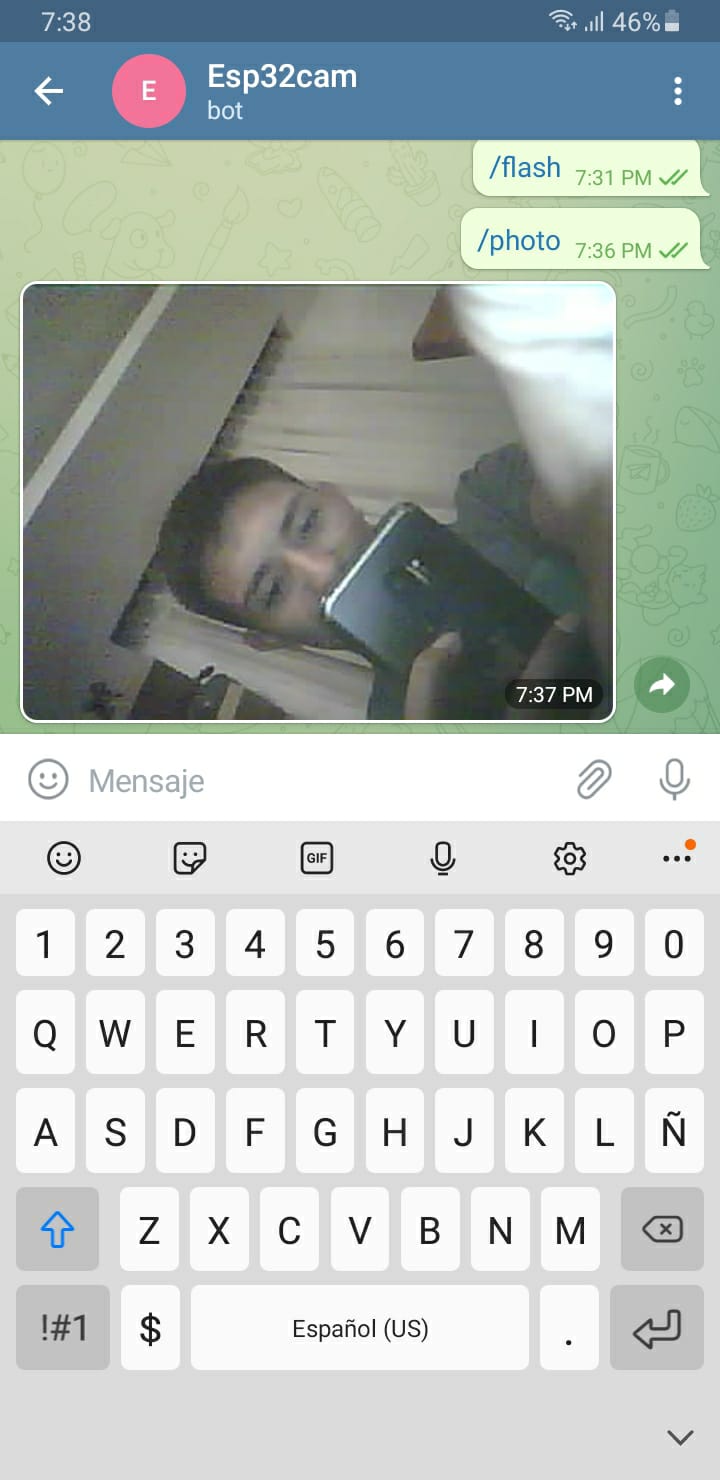 7:38
46%
E
Esp32cam
bot
/flash 7:31 PM
/photo 7:36 PM
7:37 PM
Mensaje
GIF
1 2 3 4 5 6 7 8 9 0
Q W E R T Y U I O P
A S D F G H J K L Ñ
Z X C V B N M
!#1 $ Español (US) .